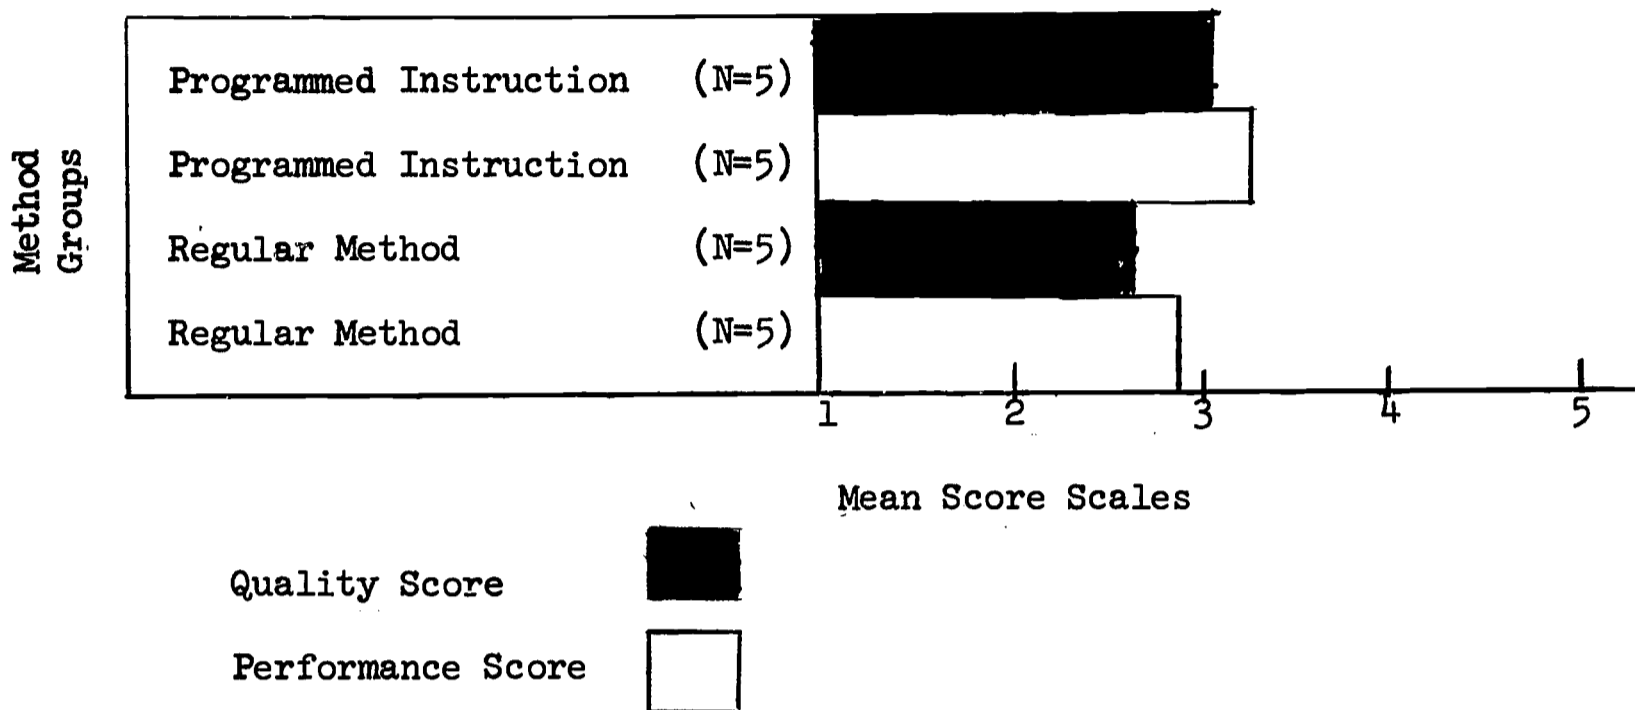 Method
Groups
Programmed Instruction (N=5)
Programmed Instruction (N=5)
Regular Method (N=5)
Regular Method (N=5)
1 2 3 4 5
Mean Score Scales
Quality Score
Performance Score